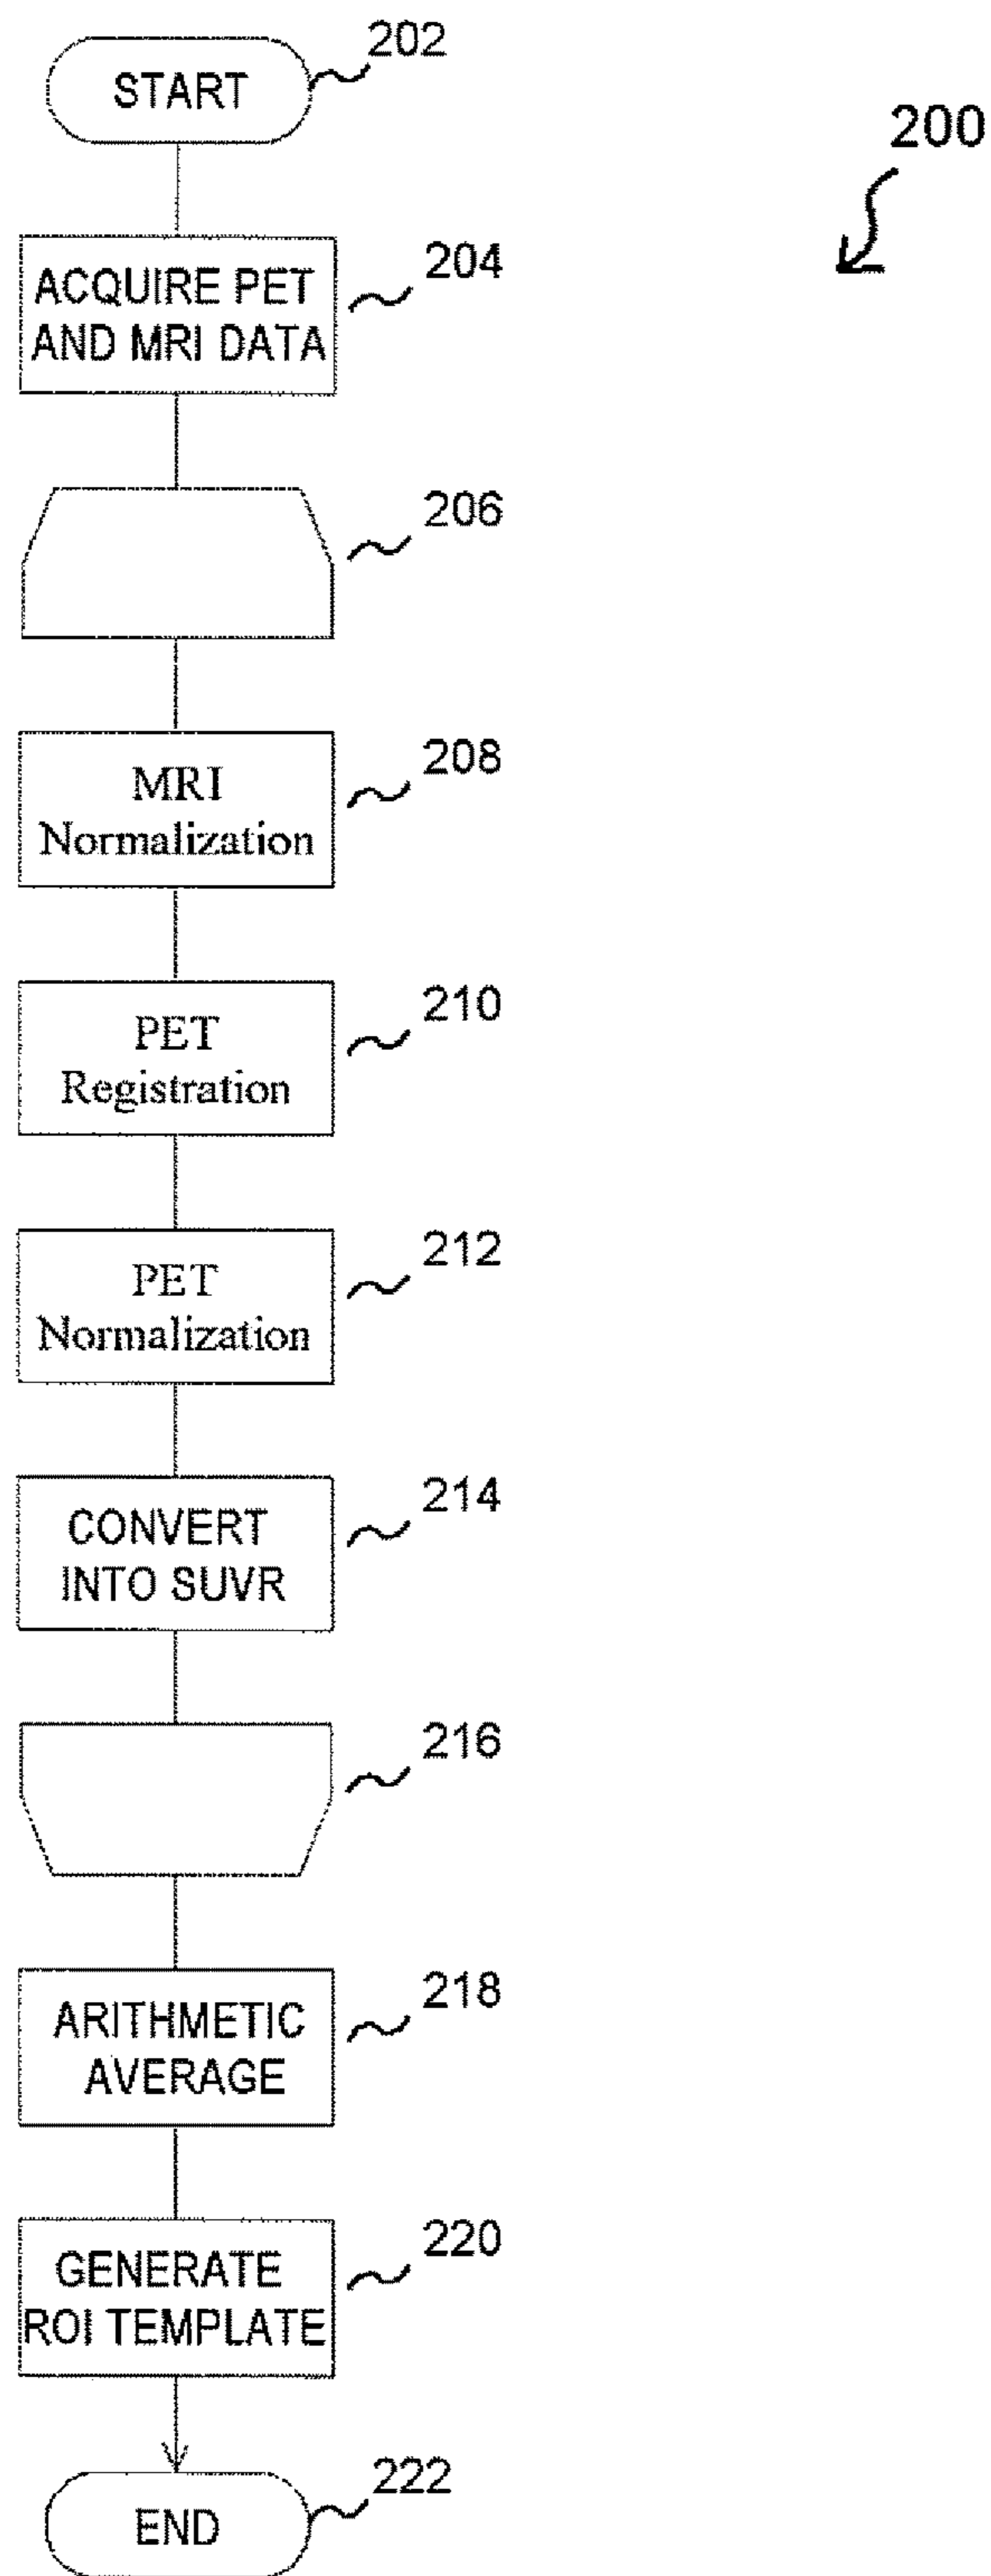 202
START
200
204
ACQUIRE PET
AND MRI DATA
206
208
MRI
Normalization
210
PET
Registration
212
PET
Normalization
214
CONVERT
INTO SUVR
216
218
ARITHMETIC
AVERAGE
220
GENERATE
ROI TEMPLATE
222
END